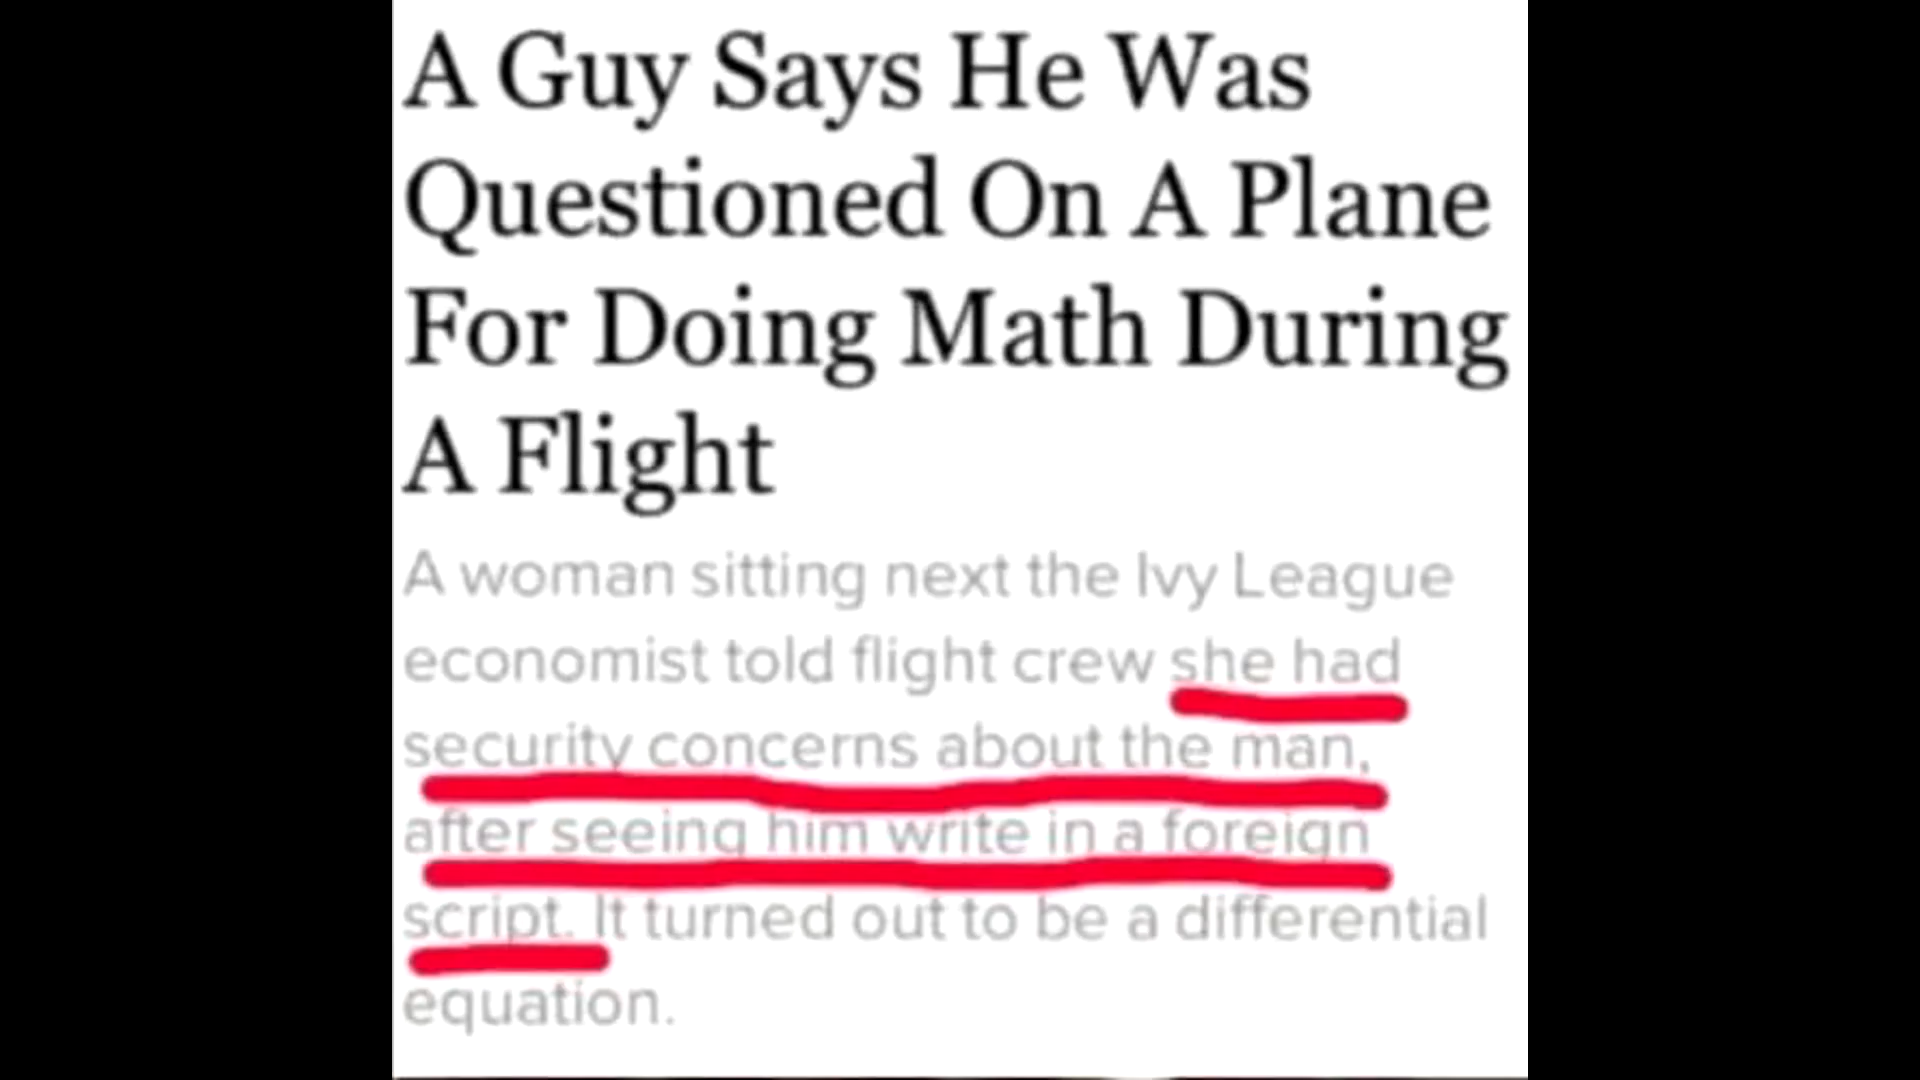 A Guy Says He Was
Questioned On A Plane
For Doing Math During
A Flight
A woman sitting next the Ivy League
economist told flight crew she had
security concerns about the man,
after seeing him write in a foreign
script. It turned out to be a differential
equation.